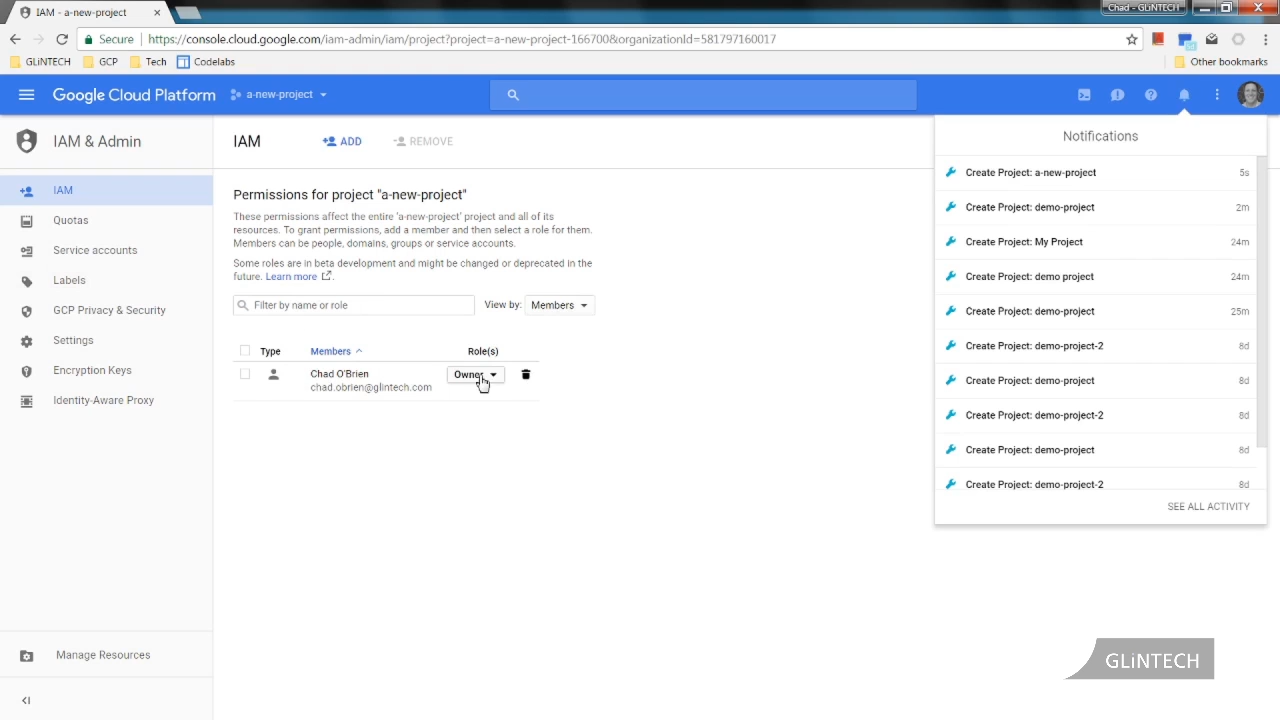 IAM - a-new-project
Chad - GLiNTECH
Secure
https://console.cloud.google.com/iam-admin/iam/project?project=a-new-project-166700&organizationId=581797160017
GLiNTECH
GCP
Tech
Codelabs
Other bookmarks
Google Cloud Platform
a-new-project
IAM & Admin
IAM
Quotas
Service accounts
Labels
GCP Privacy & Security
Settings
Encryption Keys
Identity-Aware Proxy
Manage Resources
IAM
ADD
REMOVE
Permissions for project "a-new-project"
These permissions affect the entire 'a-new-project' project and all of its
resources. To grant permissions, add a member and then select a role for them.
Members can be people, domains, groups or service accounts.
Some roles are in beta development and might be changed or deprecated in the
future. Learn more
Filter by name or role
View by: Members
Type Members Role(s)
Chad O'Brien
chad.obrien@glintech.com
Owner
Notifications
Create Project: a-new-project 5s
Create Project: demo-project 2m
Create Project: My Project 24m
Create Project: demo project 24m
Create Project: demo-project 25m
Create Project: demo-project-2 8d
Create Project: demo-project 8d
Create Project: demo-project-2 8d
Create Project: demo-project 8d
Create Project: demo-project-2 8d
SEE ALL ACTIVITY
GLiNTECH